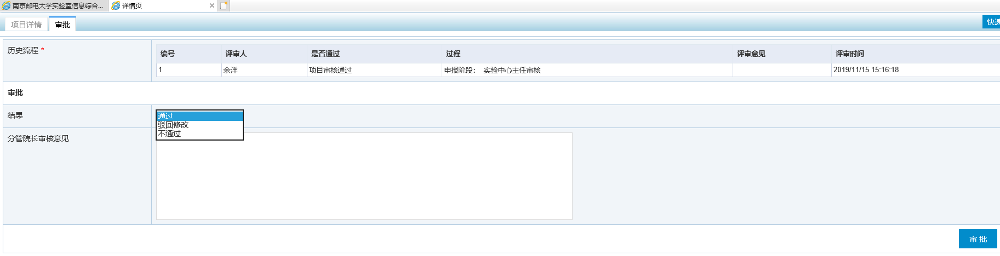 南京邮电大学实验室信息综合... 详情页
项目详情 审批 快速
历史流程 * 编号 评审人 是否通过 过程 评审意见 评审时间
1 余洋 项目审核通过 申报阶段： 实验中心主任审核 2019/11/15 15:16:18
审批
结果 通过
驳回修改
不通过
分管院长审核意见
审 批